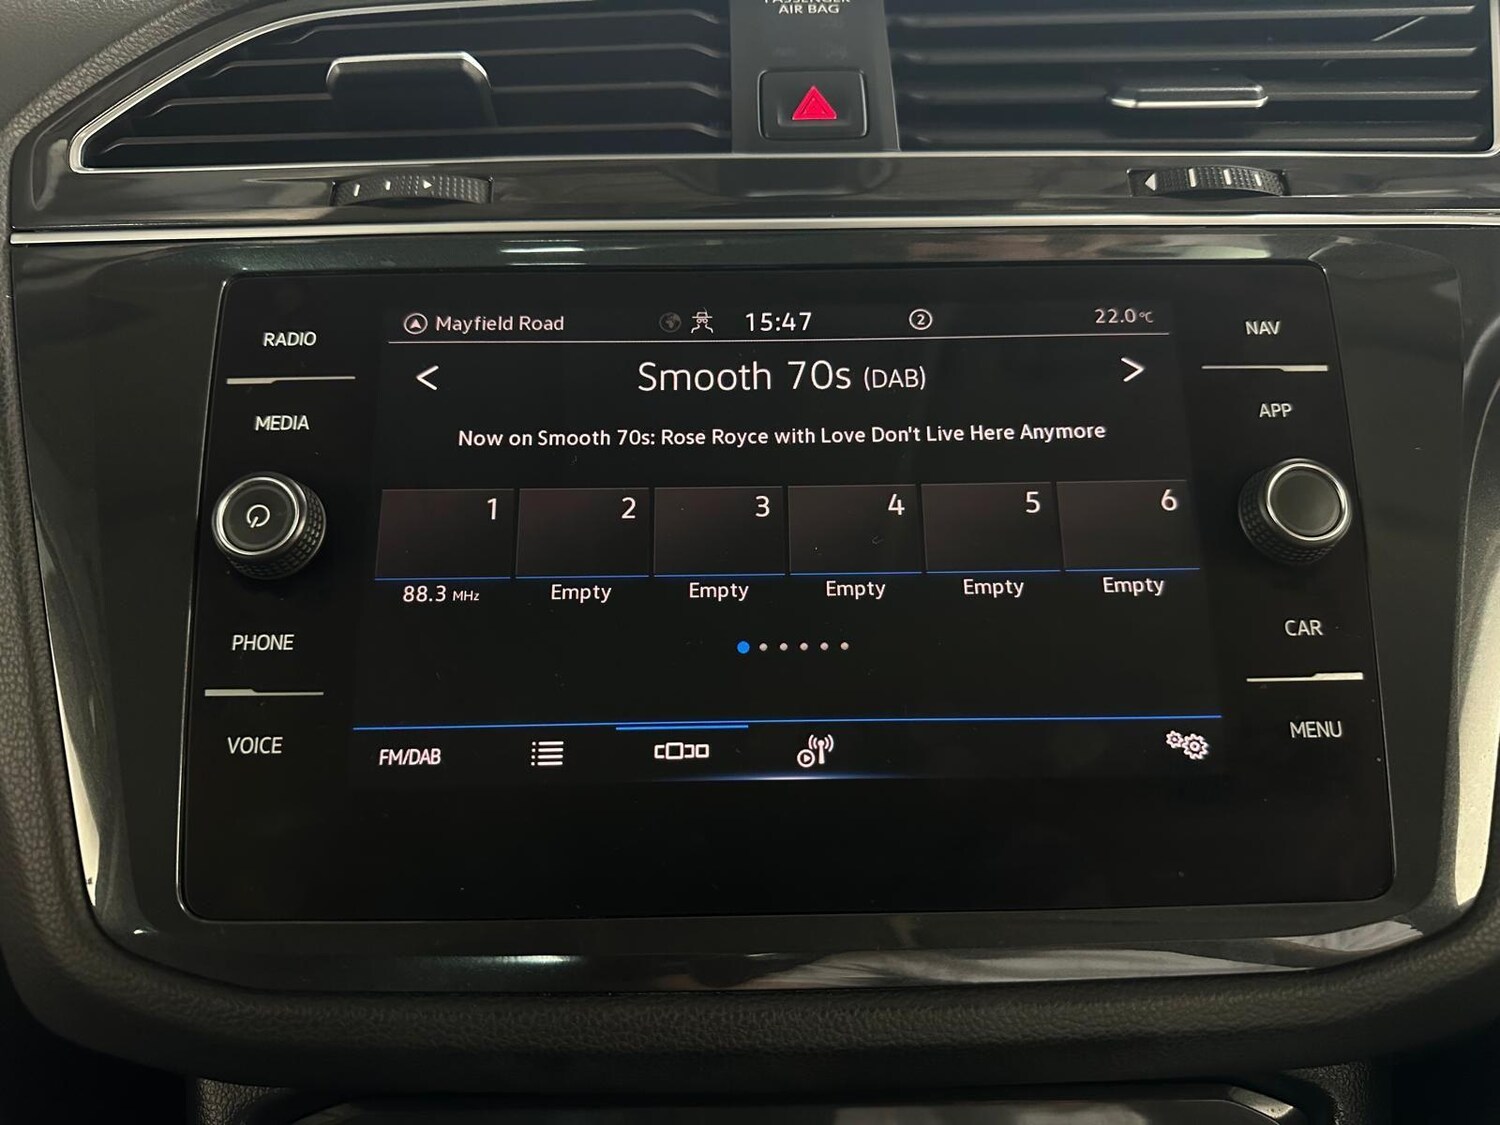 PASSENGER
AIR BAG
RADIO
MEDIA
PHONE
VOICE
Mayfield Road
15:47
2
22.0°C
< Smooth 70s (DAB) >
Now on Smooth 70s: Rose Royce with Love Don't Live Here Anymore
1 2 3 4 5 6
88.3 MHz Empty Empty Empty Empty Empty
FM/DAB
NAV
APP
CAR
MENU